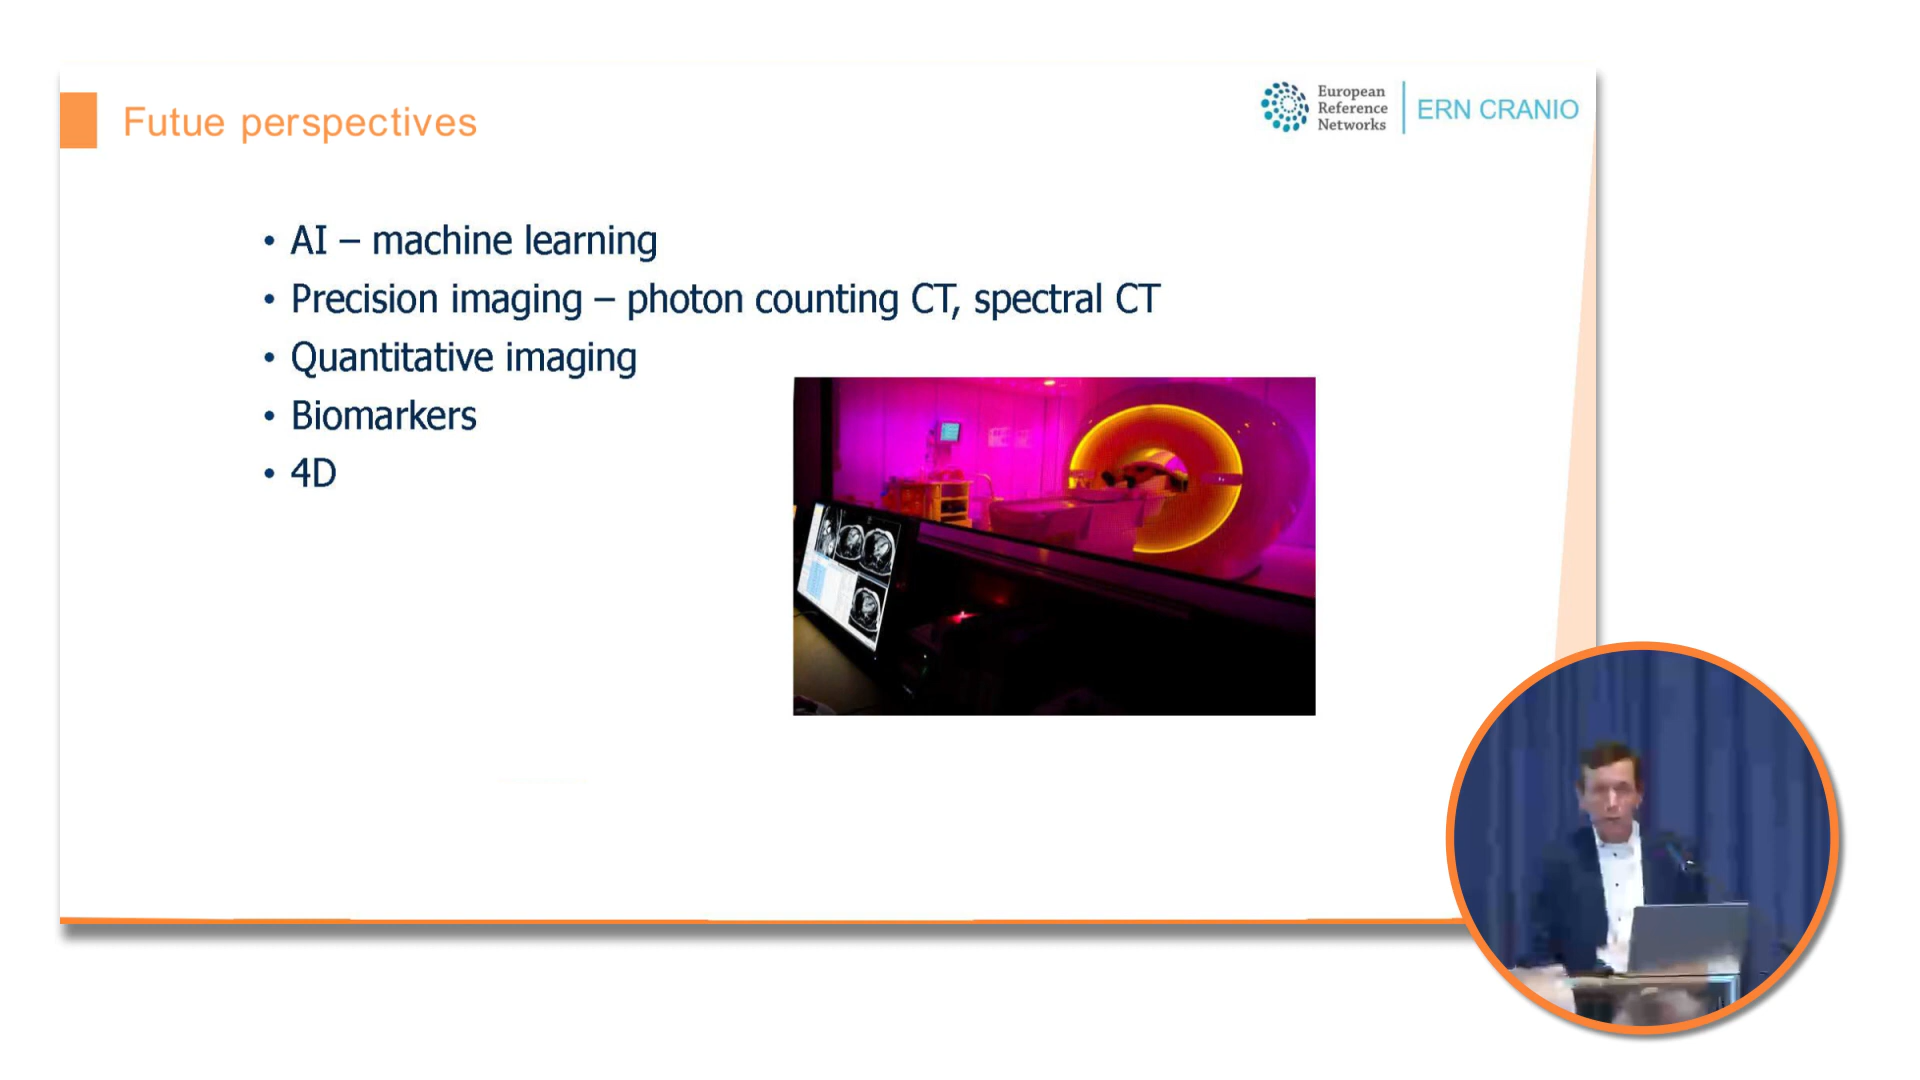 Futue perspectives
European
Reference
Networks
ERN CRANIO
• AI – machine learning
• Precision imaging – photon counting CT, spectral CT
• Quantitative imaging
• Biomarkers
• 4D